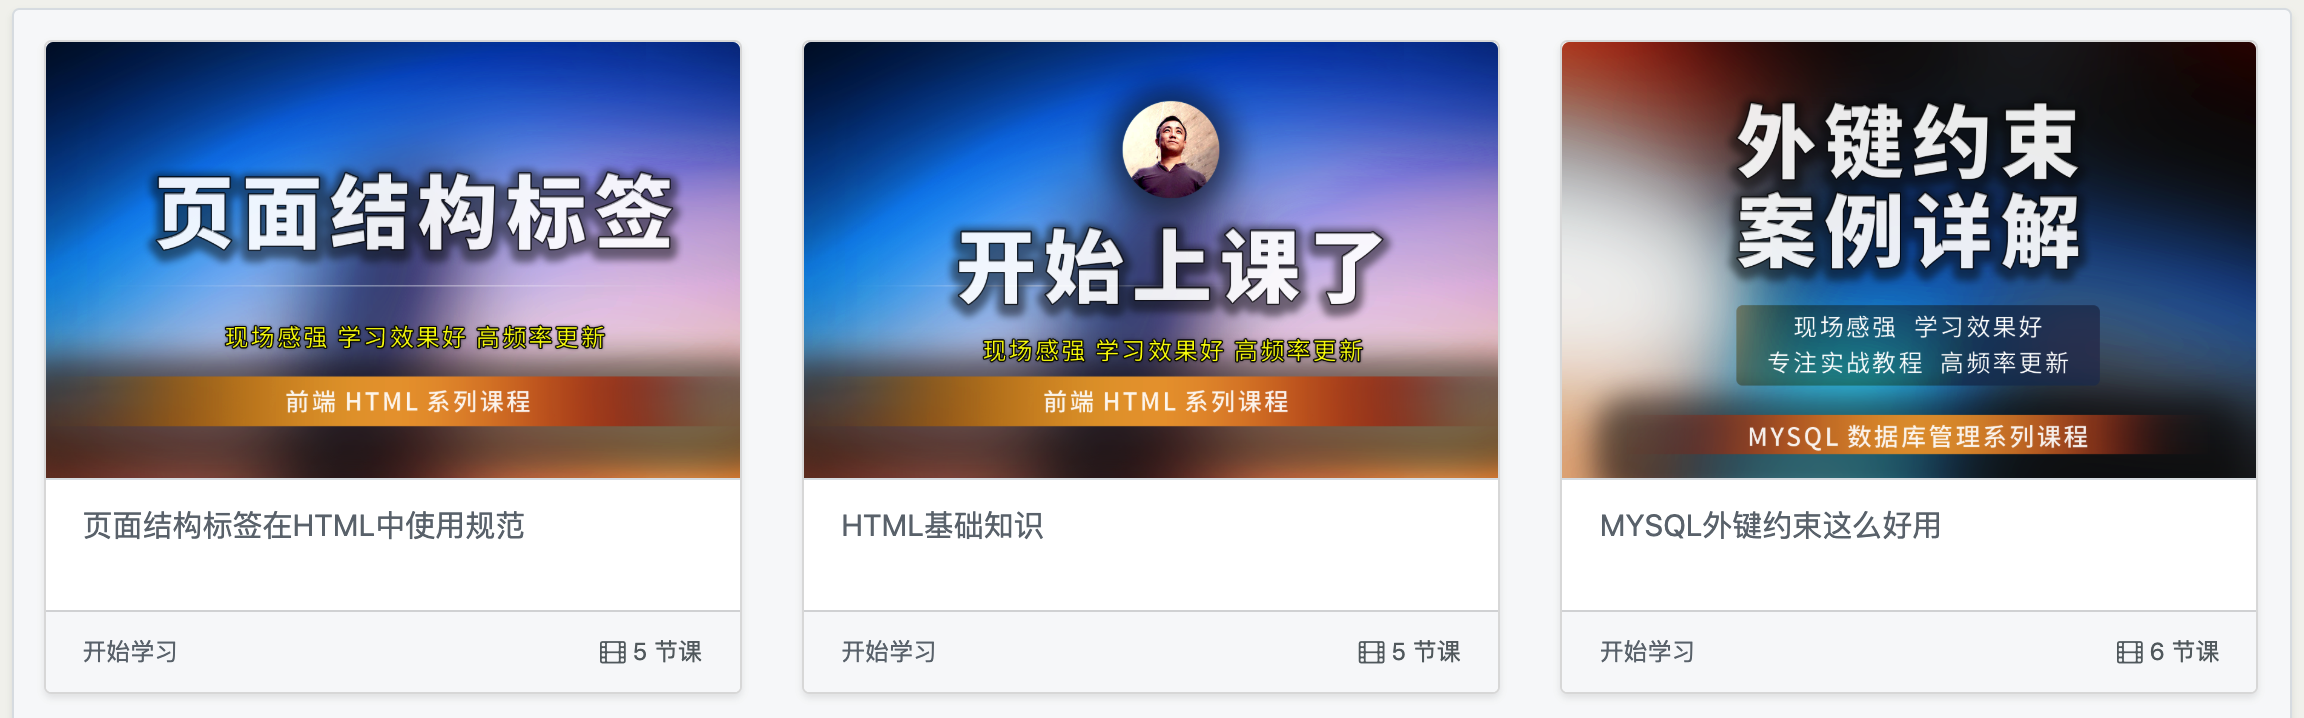 页面结构标签
现场感强 学习效果好 高频率更新
前端 HTML 系列课程
页面结构标签在HTML中使用规范
开始学习
5 节课
开始上课了
现场感强 学习效果好 高频率更新
前端 HTML 系列课程
HTML基础知识
开始学习
5 节课
外键约束
案例详解
现场感强 学习效果好
专注实战教程 高频率更新
MYSQL 数据库管理系列课程
MYSQL外键约束这么好用
开始学习
6 节课